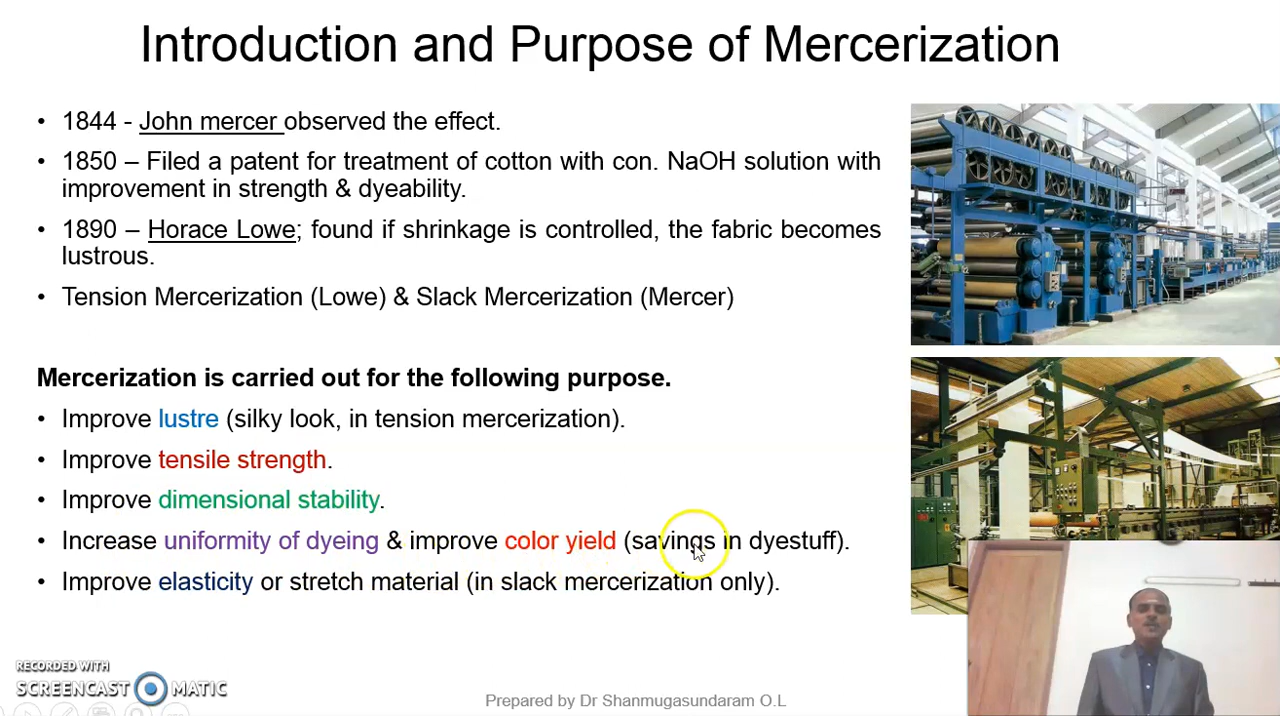 Introduction and Purpose of Mercerization
• 1844 - John mercer observed the effect.
• 1850 – Filed a patent for treatment of cotton with con. NaOH solution with
improvement in strength & dyeability.
• 1890 – Horace Lowe; found if shrinkage is controlled, the fabric becomes
lustrous.
• Tension Mercerization (Lowe) & Slack Mercerization (Mercer)
Mercerization is carried out for the following purpose.
• Improve lustre (silky look, in tension mercerization).
• Improve tensile strength.
• Improve dimensional stability.
• Increase uniformity of dyeing & improve color yield (savings in dyestuff).
• Improve elasticity or stretch material (in slack mercerization only).
RECORDED WITH
SCREENCAST MATIC
Prepared by Dr Shanmugasundaram O.L